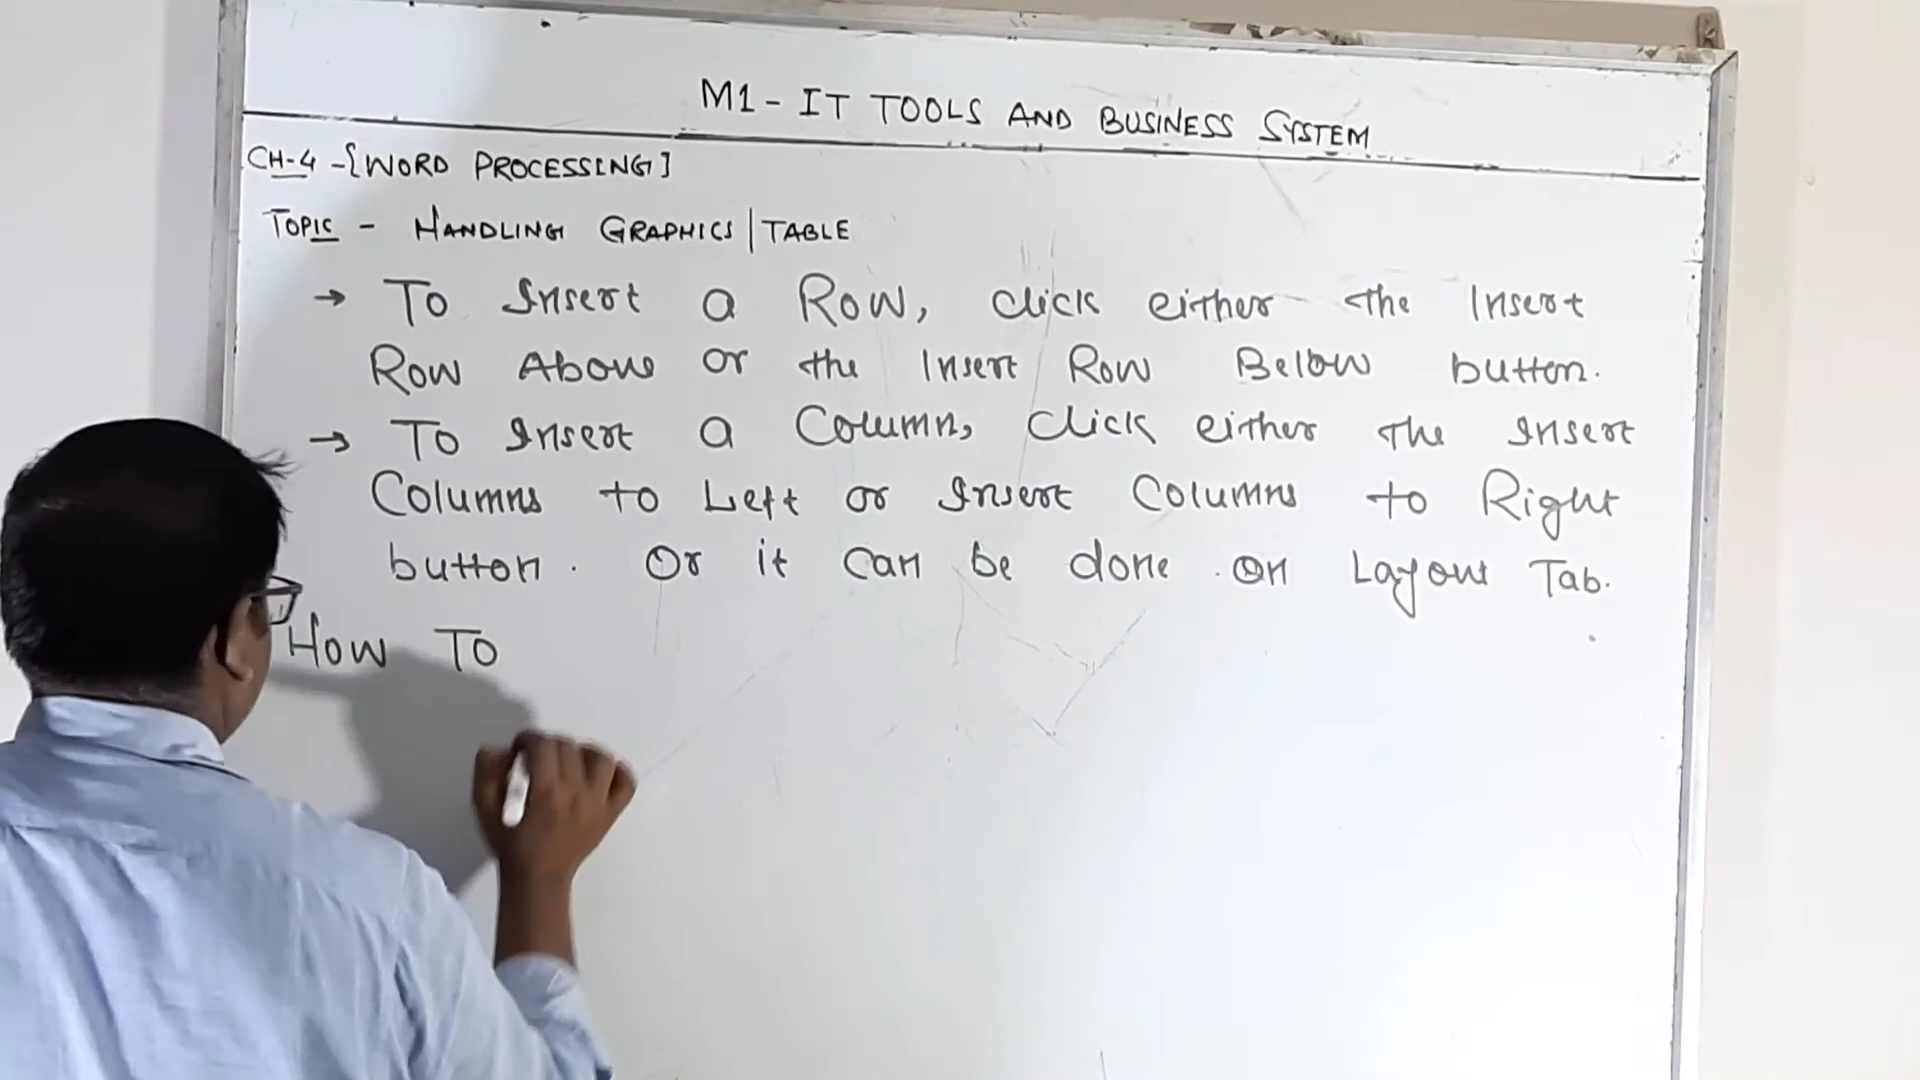 M1 - IT TOOLS AND BUSINESS SYSTEM
CH-4 - [WORD PROCESSING]
TOPIC - HANDLING GRAPHICS | TABLE
→ To Insert a Row, click either the Insert
Row Above or the Insert Row Below button.
→ To Insert a Column, click either the Insert
Columns to Left or Insert Columns to Right
button. Or it can be done on Layout Tab.
How To